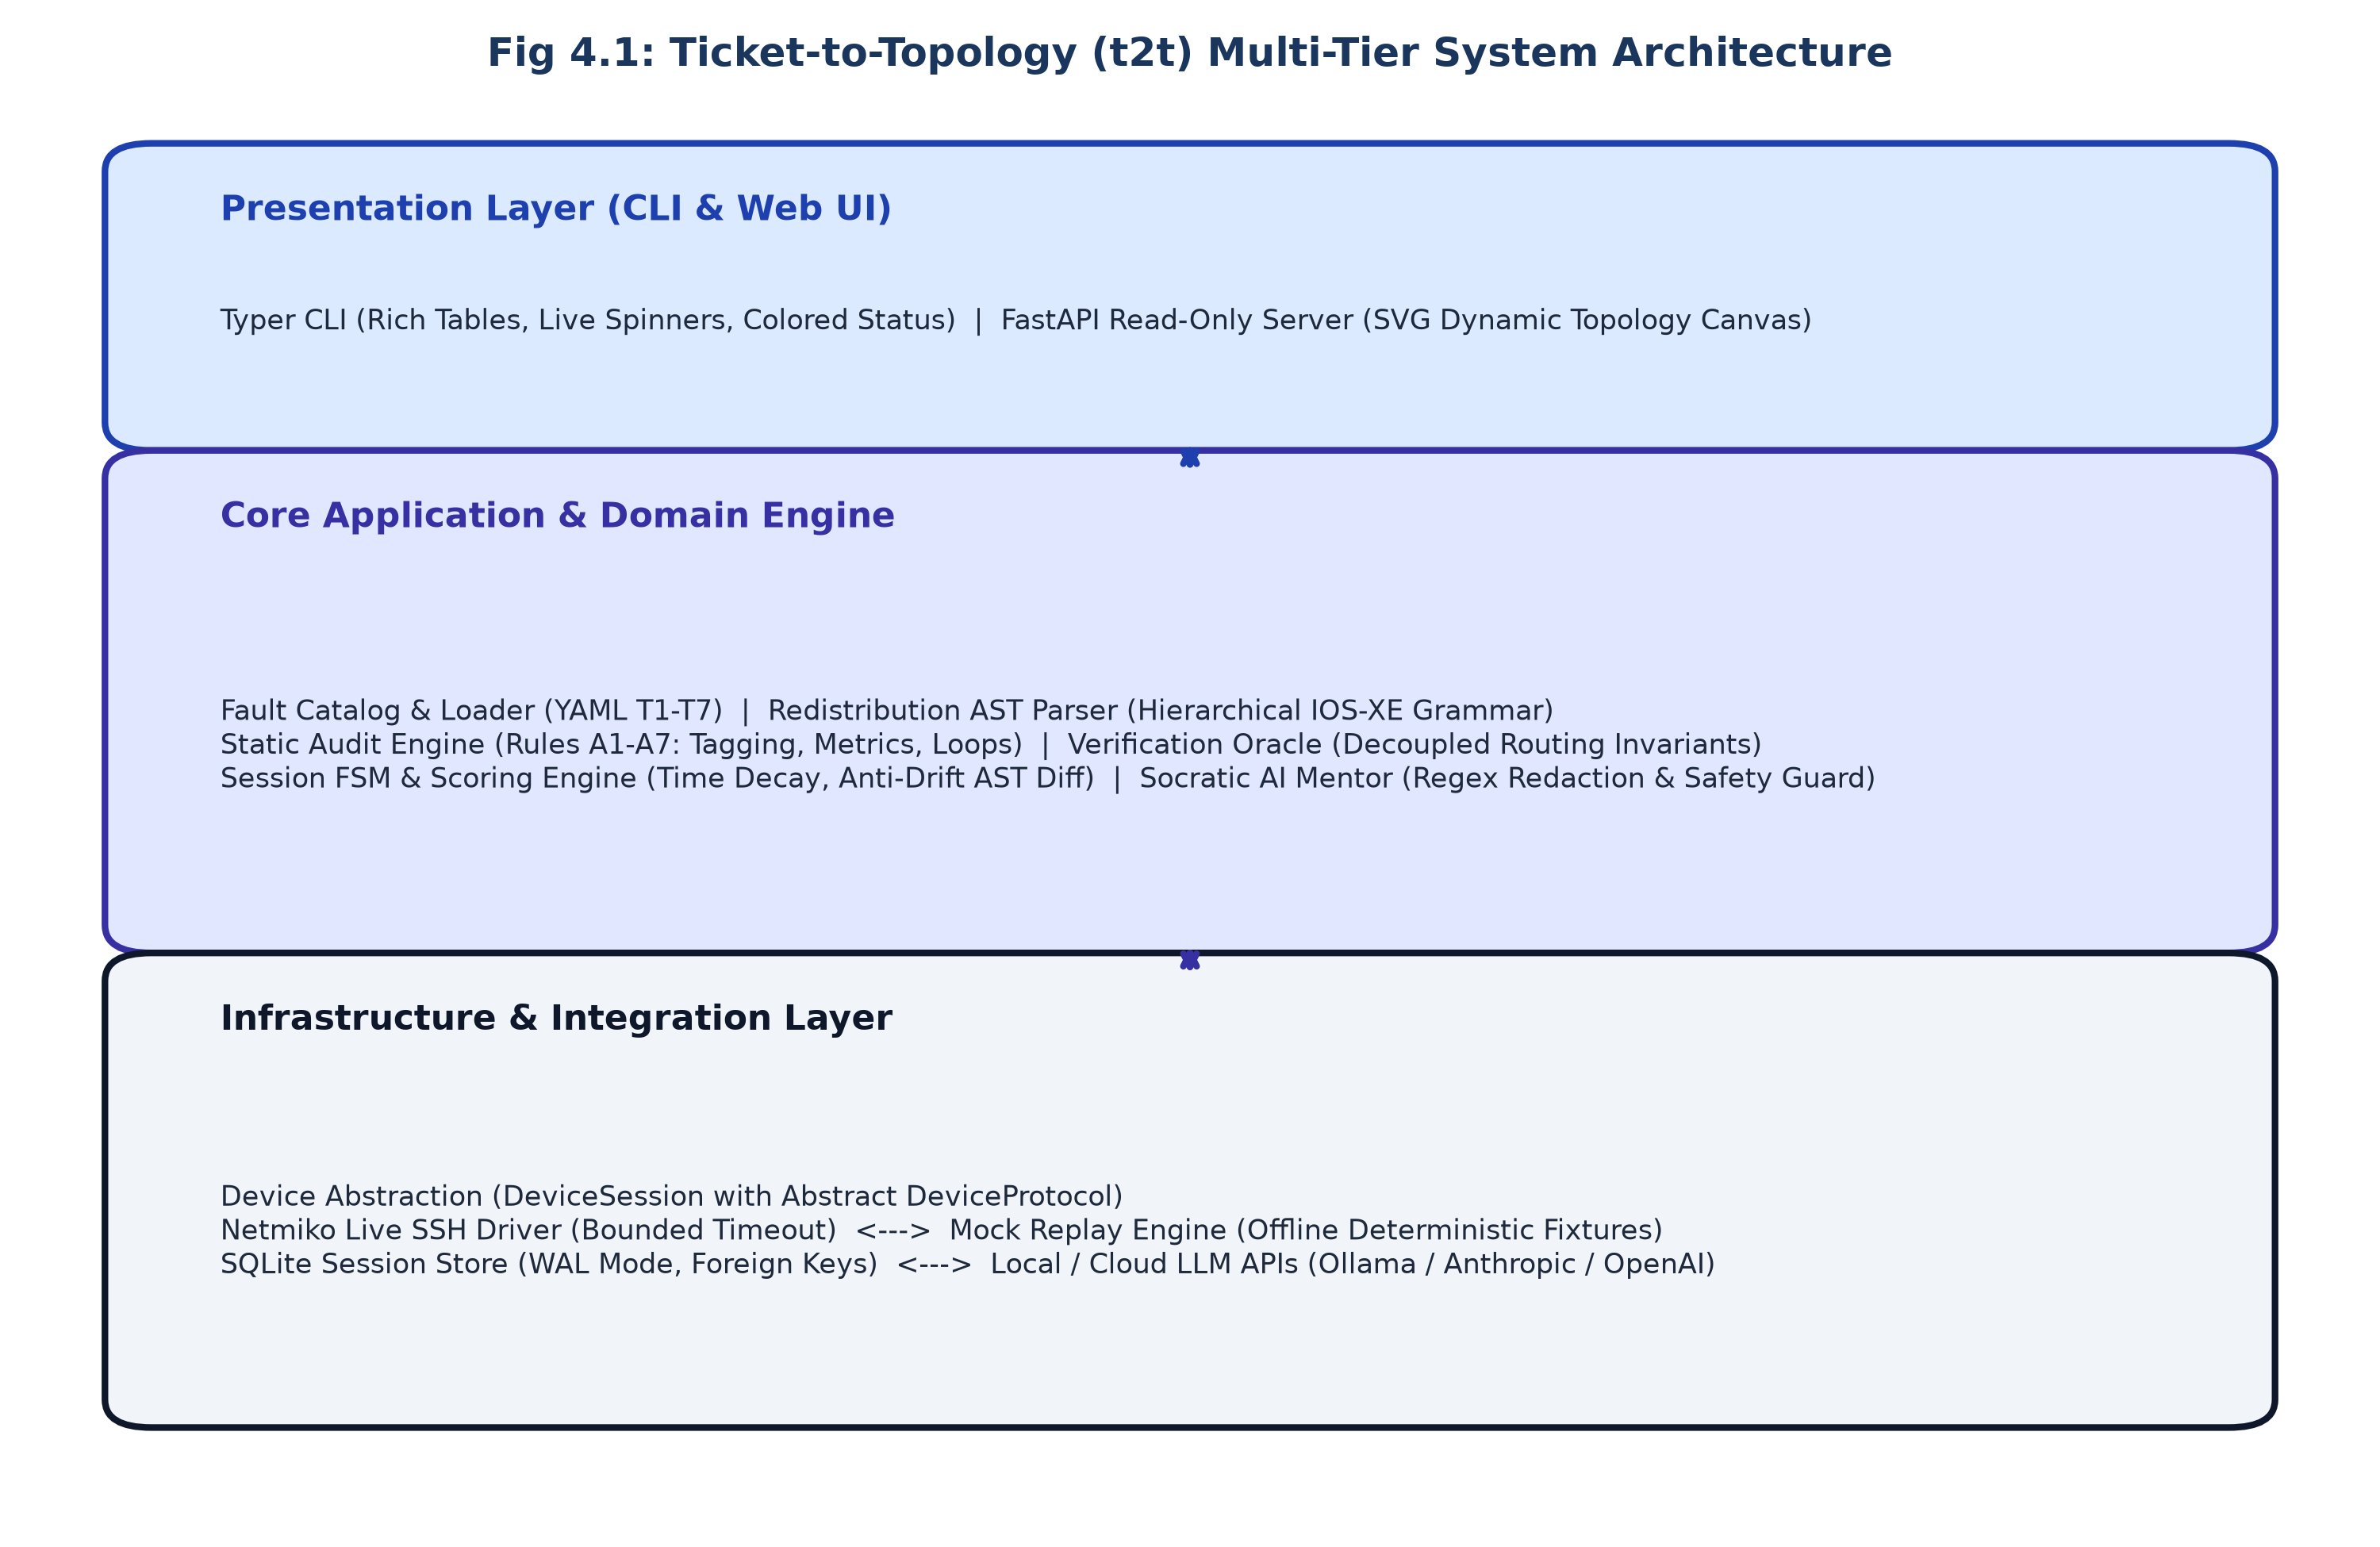 Fig 4.1: Ticket-to-Topology (t2t) Multi-Tier System Architecture
Presentation Layer (CLI & Web UI)
Typer CLI (Rich Tables, Live Spinners, Colored Status)  |  FastAPI Read-Only Server (SVG Dynamic Topology Canvas)
Core Application & Domain Engine
Fault Catalog & Loader (YAML T1-T7)  |  Redistribution AST Parser (Hierarchical IOS-XE Grammar)
Static Audit Engine (Rules A1-A7: Tagging, Metrics, Loops)  |  Verification Oracle (Decoupled Routing Invariants)
Session FSM & Scoring Engine (Time Decay, Anti-Drift AST Diff)  |  Socratic AI Mentor (Regex Redaction & Safety Guard)
Infrastructure & Integration Layer
Device Abstraction (DeviceSession with Abstract DeviceProtocol)
Netmiko Live SSH Driver (Bounded Timeout)  <--->  Mock Replay Engine (Offline Deterministic Fixtures)
SQLite Session Store (WAL Mode, Foreign Keys)  <--->  Local / Cloud LLM APIs (Ollama / Anthropic / OpenAI)